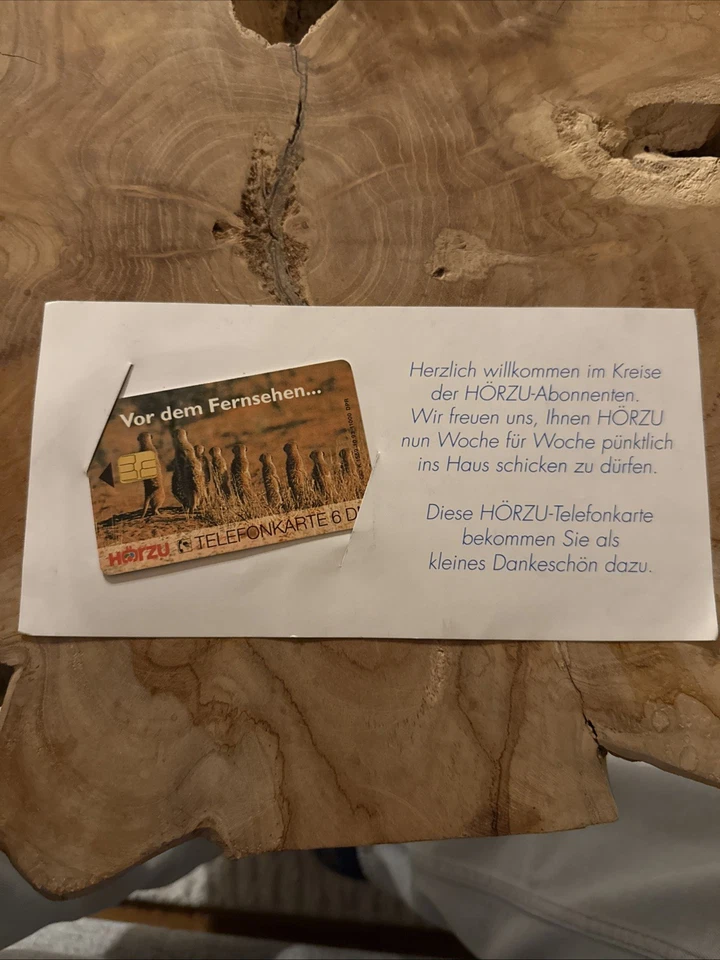 Vor dem Fernsehen...
HÖRZU
TELEFONKARTE 6 D
Herzlich willkommen im Kreise
der HÖRZU-Abonnenten.
Wir freuen uns, Ihnen HÖRZU
nun Woche für Woche pünktlich
ins Haus schicken zu dürfen.
Diese HÖRZU-Telefonkarte
bekommen Sie als
kleines Dankeschön dazu.